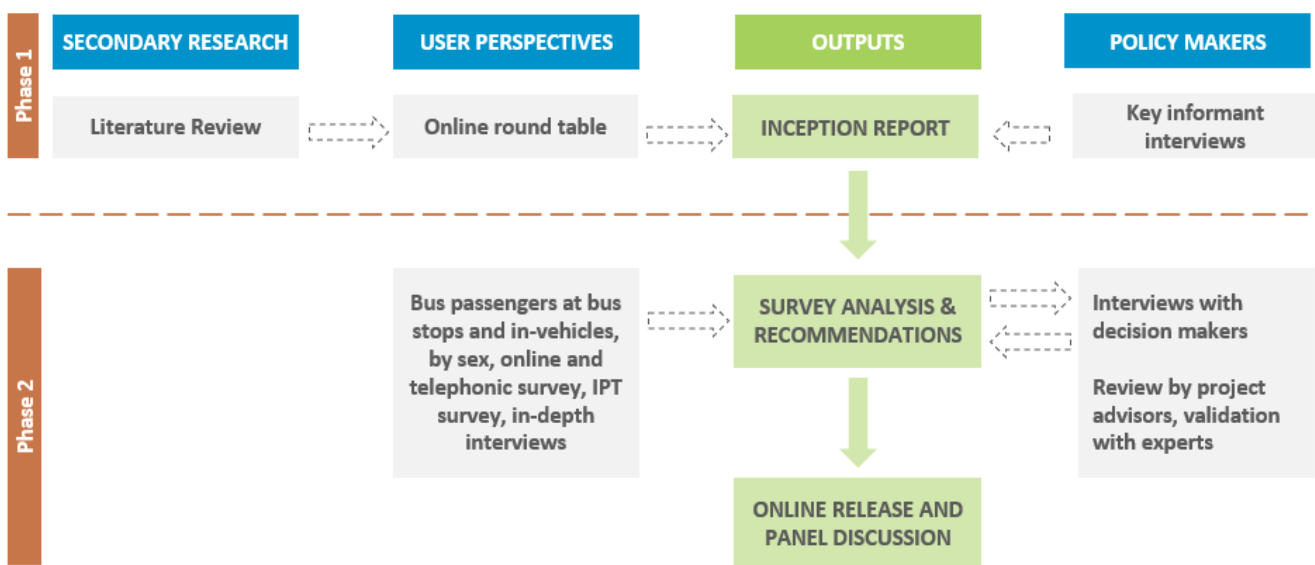 Phase 1
SECONDARY RESEARCH
USER PERSPECTIVES
OUTPUTS
POLICY MAKERS
Literature Review
Online round table
INCEPTION REPORT
Key informant
interviews
Phase 2
Bus passengers at bus
stops and in-vehicles,
by sex, online and
telephonic survey, IPT
survey, in-depth
interviews
SURVEY ANALYSIS &
RECOMMENDATIONS
Interviews with
decision makers
Review by project
advisors, validation
with experts
ONLINE RELEASE AND
PANEL DISCUSSION